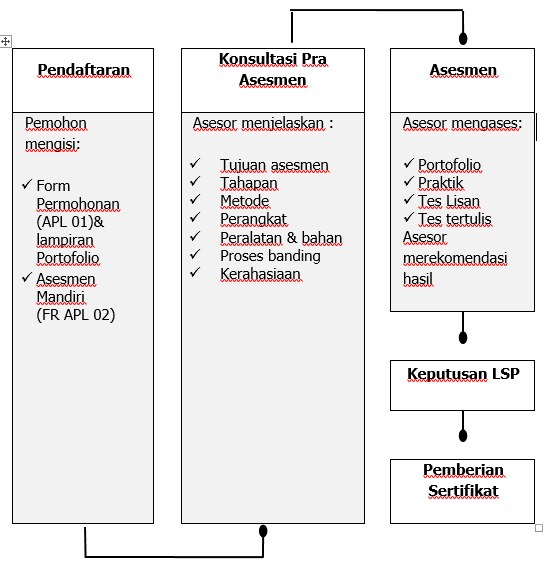 Pendaftaran
Pemohon
mengisi:
✓ Form
Permohonan
(APL 01)&
lampiran
Portofolio
✓ Asesmen
Mandiri
(FR APL 02)
Konsultasi Pra
Asesmen
Asesor menjelaskan :
✓ Tujuan asesmen
✓ Tahapan
✓ Metode
✓ Perangkat
✓ Peralatan & bahan
✓ Proses banding
✓ Kerahasiaan
Asesmen
Asesor mengases:
✓ Portofolio
✓ Praktik
✓ Tes Lisan
✓ Tes tertulis
Asesor
merekomendasi
hasil
Keputusan LSP
Pemberian
Sertifikat